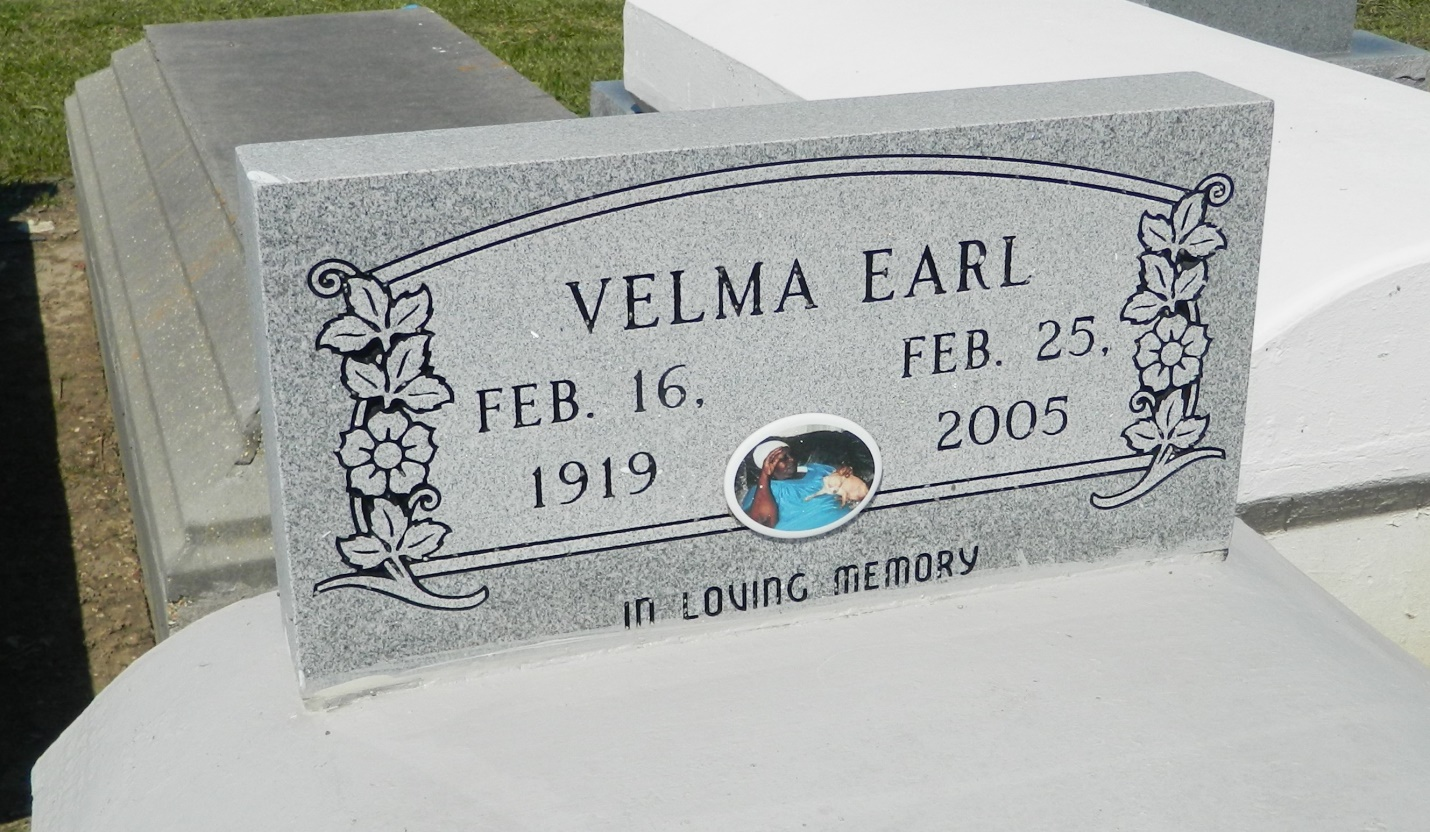 VELMA EARL
FEB. 16,
1919
FEB. 25,
2005
IN LOVING MEMORY